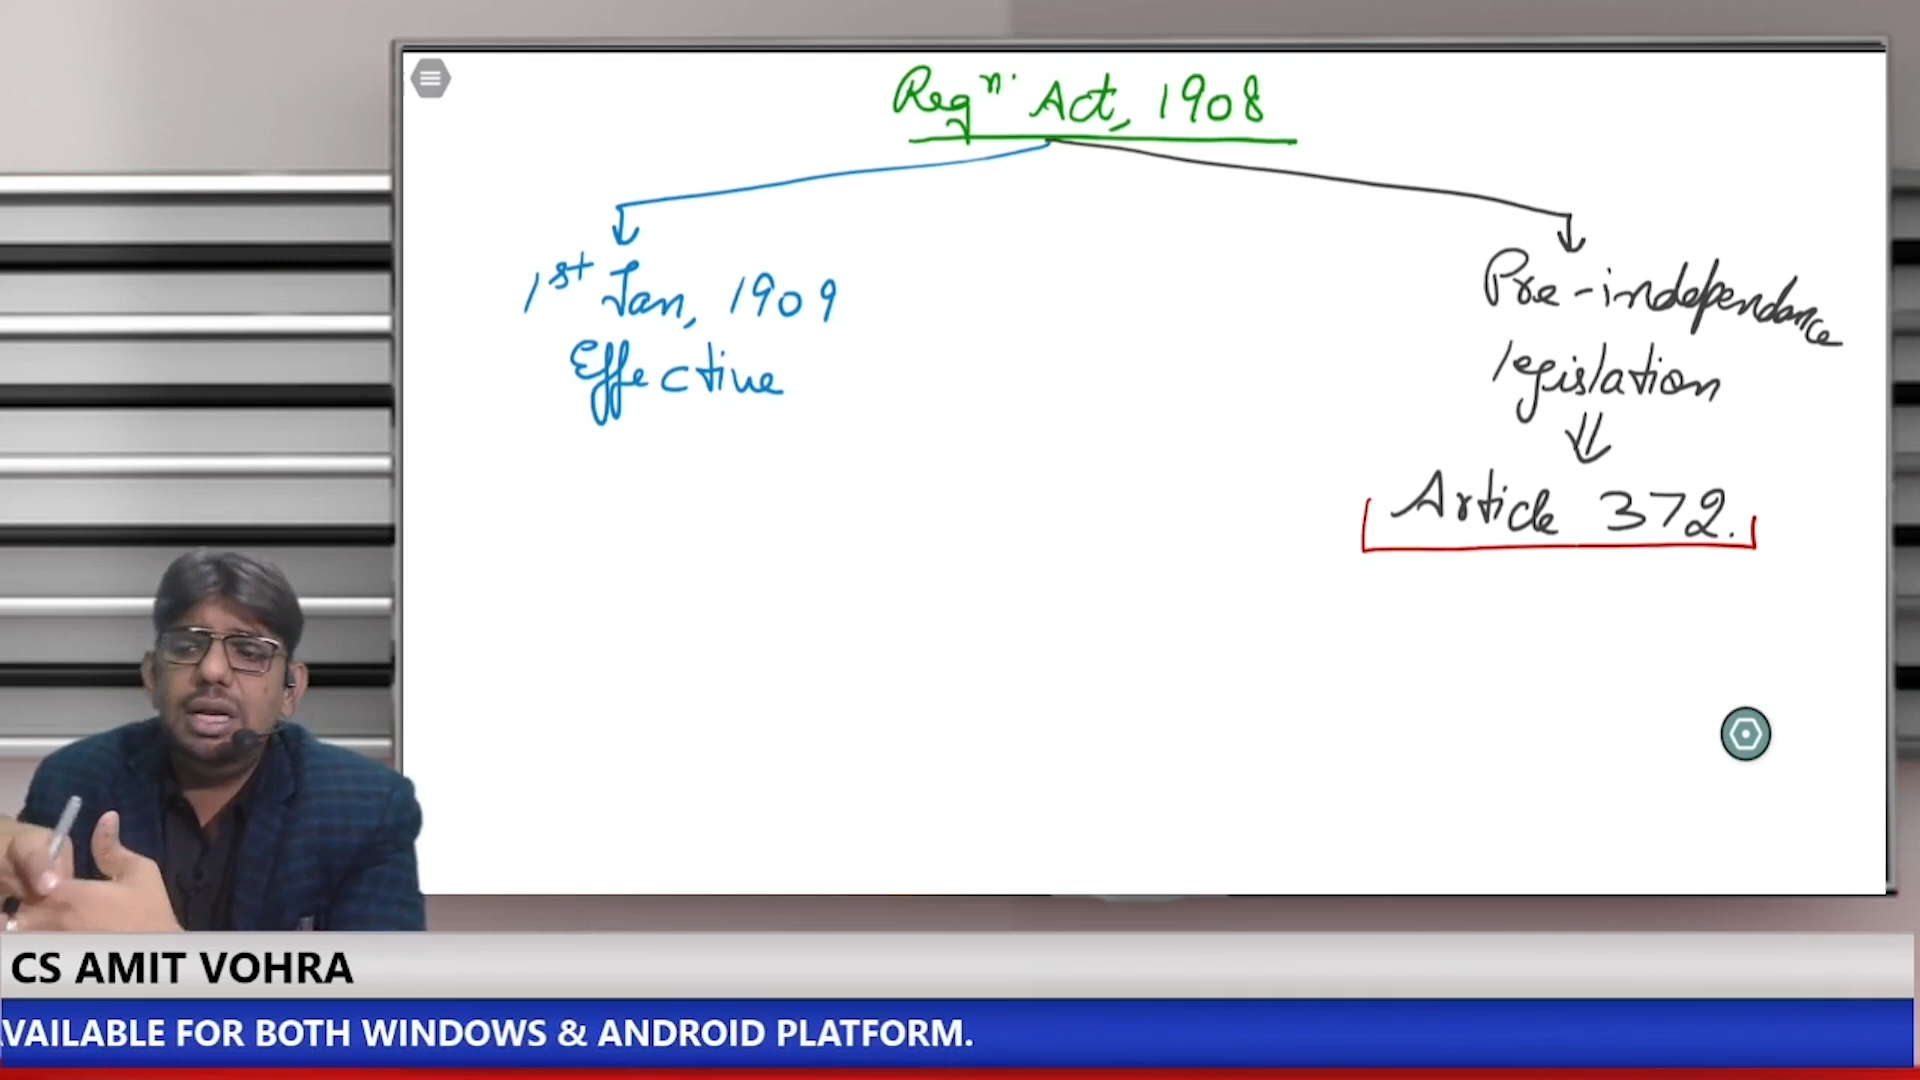 Regn. Act, 1908
1st Jan, 1909
Effective
Pre-independance
legislation
Article 372.
CS AMIT VOHRA
VAILABLE FOR BOTH WINDOWS & ANDROID PLATFORM.